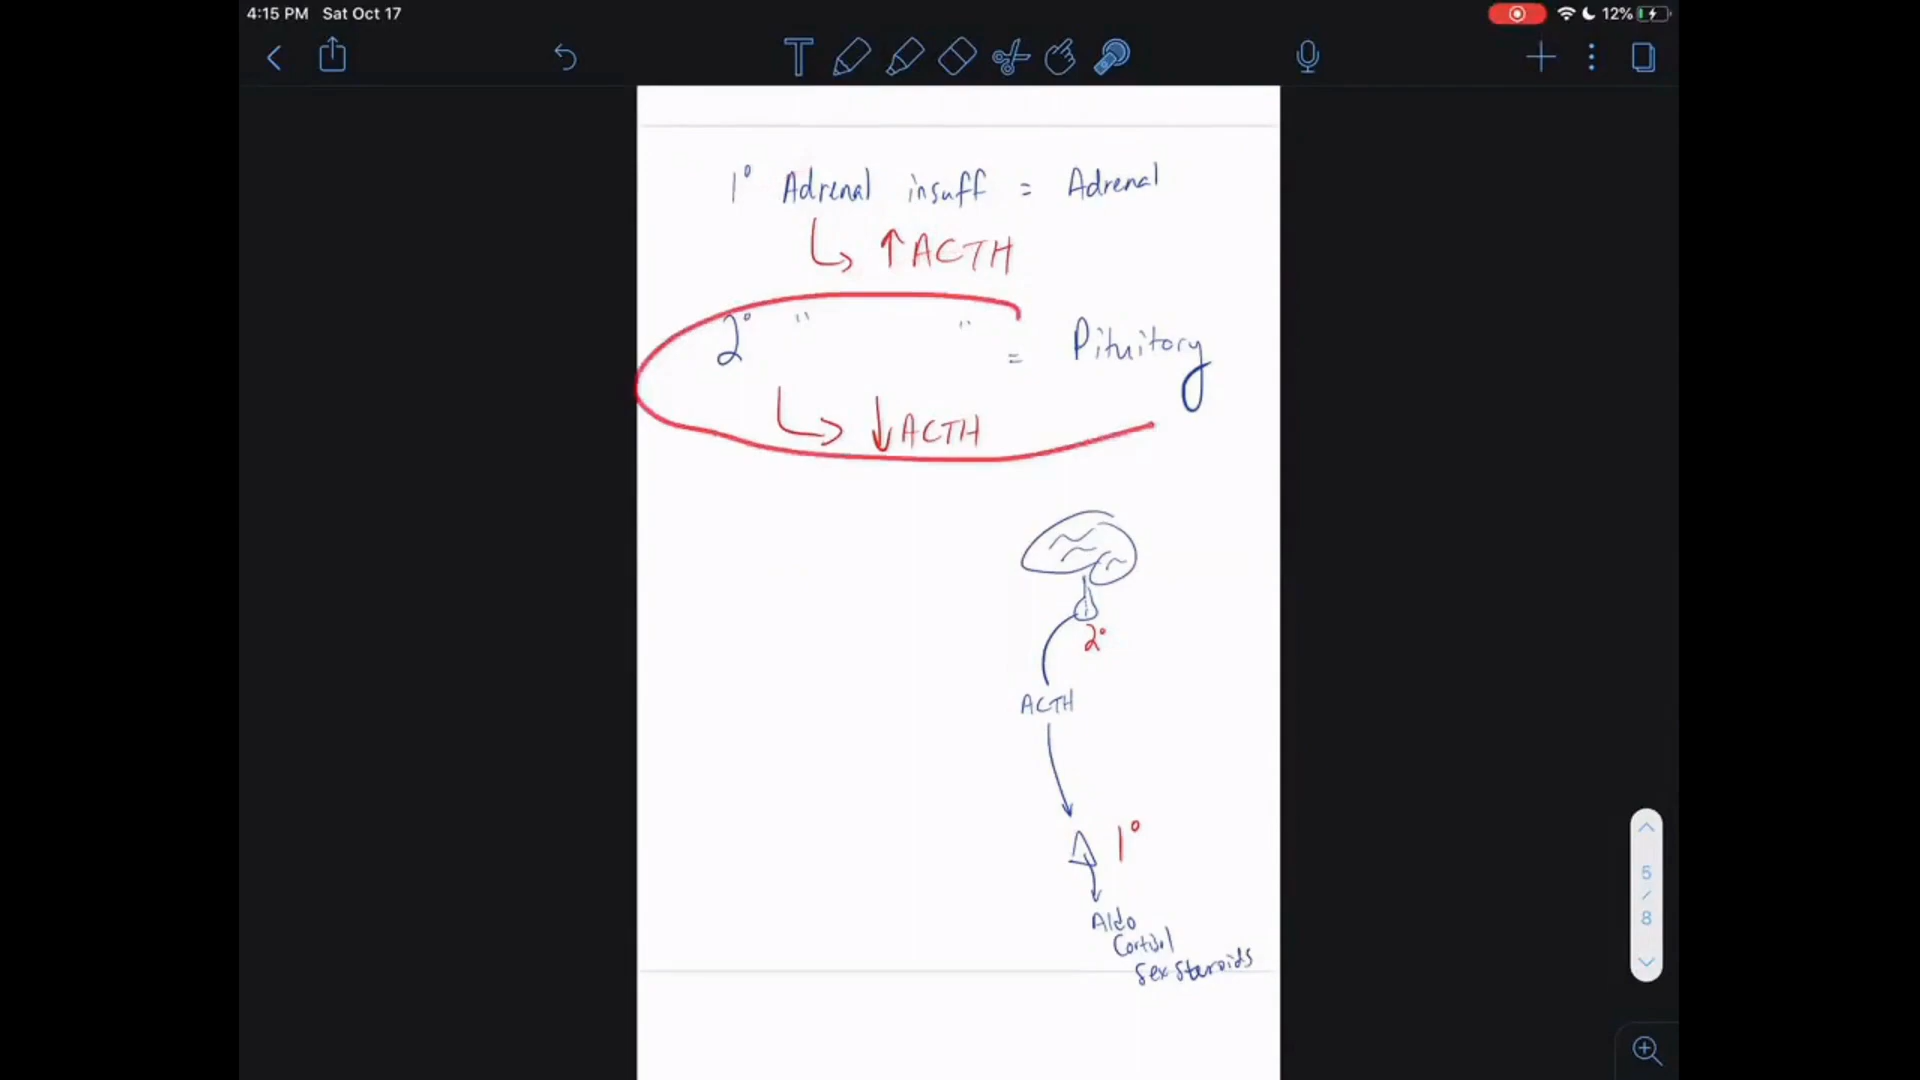 4:15 PM Sat Oct 17
12%
T
1° Adrenal insuff = Adrenal
↑ACTH
2° " " = Pituitory
↓ACTH
2°
ACTH
1°
Aldo
Cortisol
Sex Steroids
5
/
8